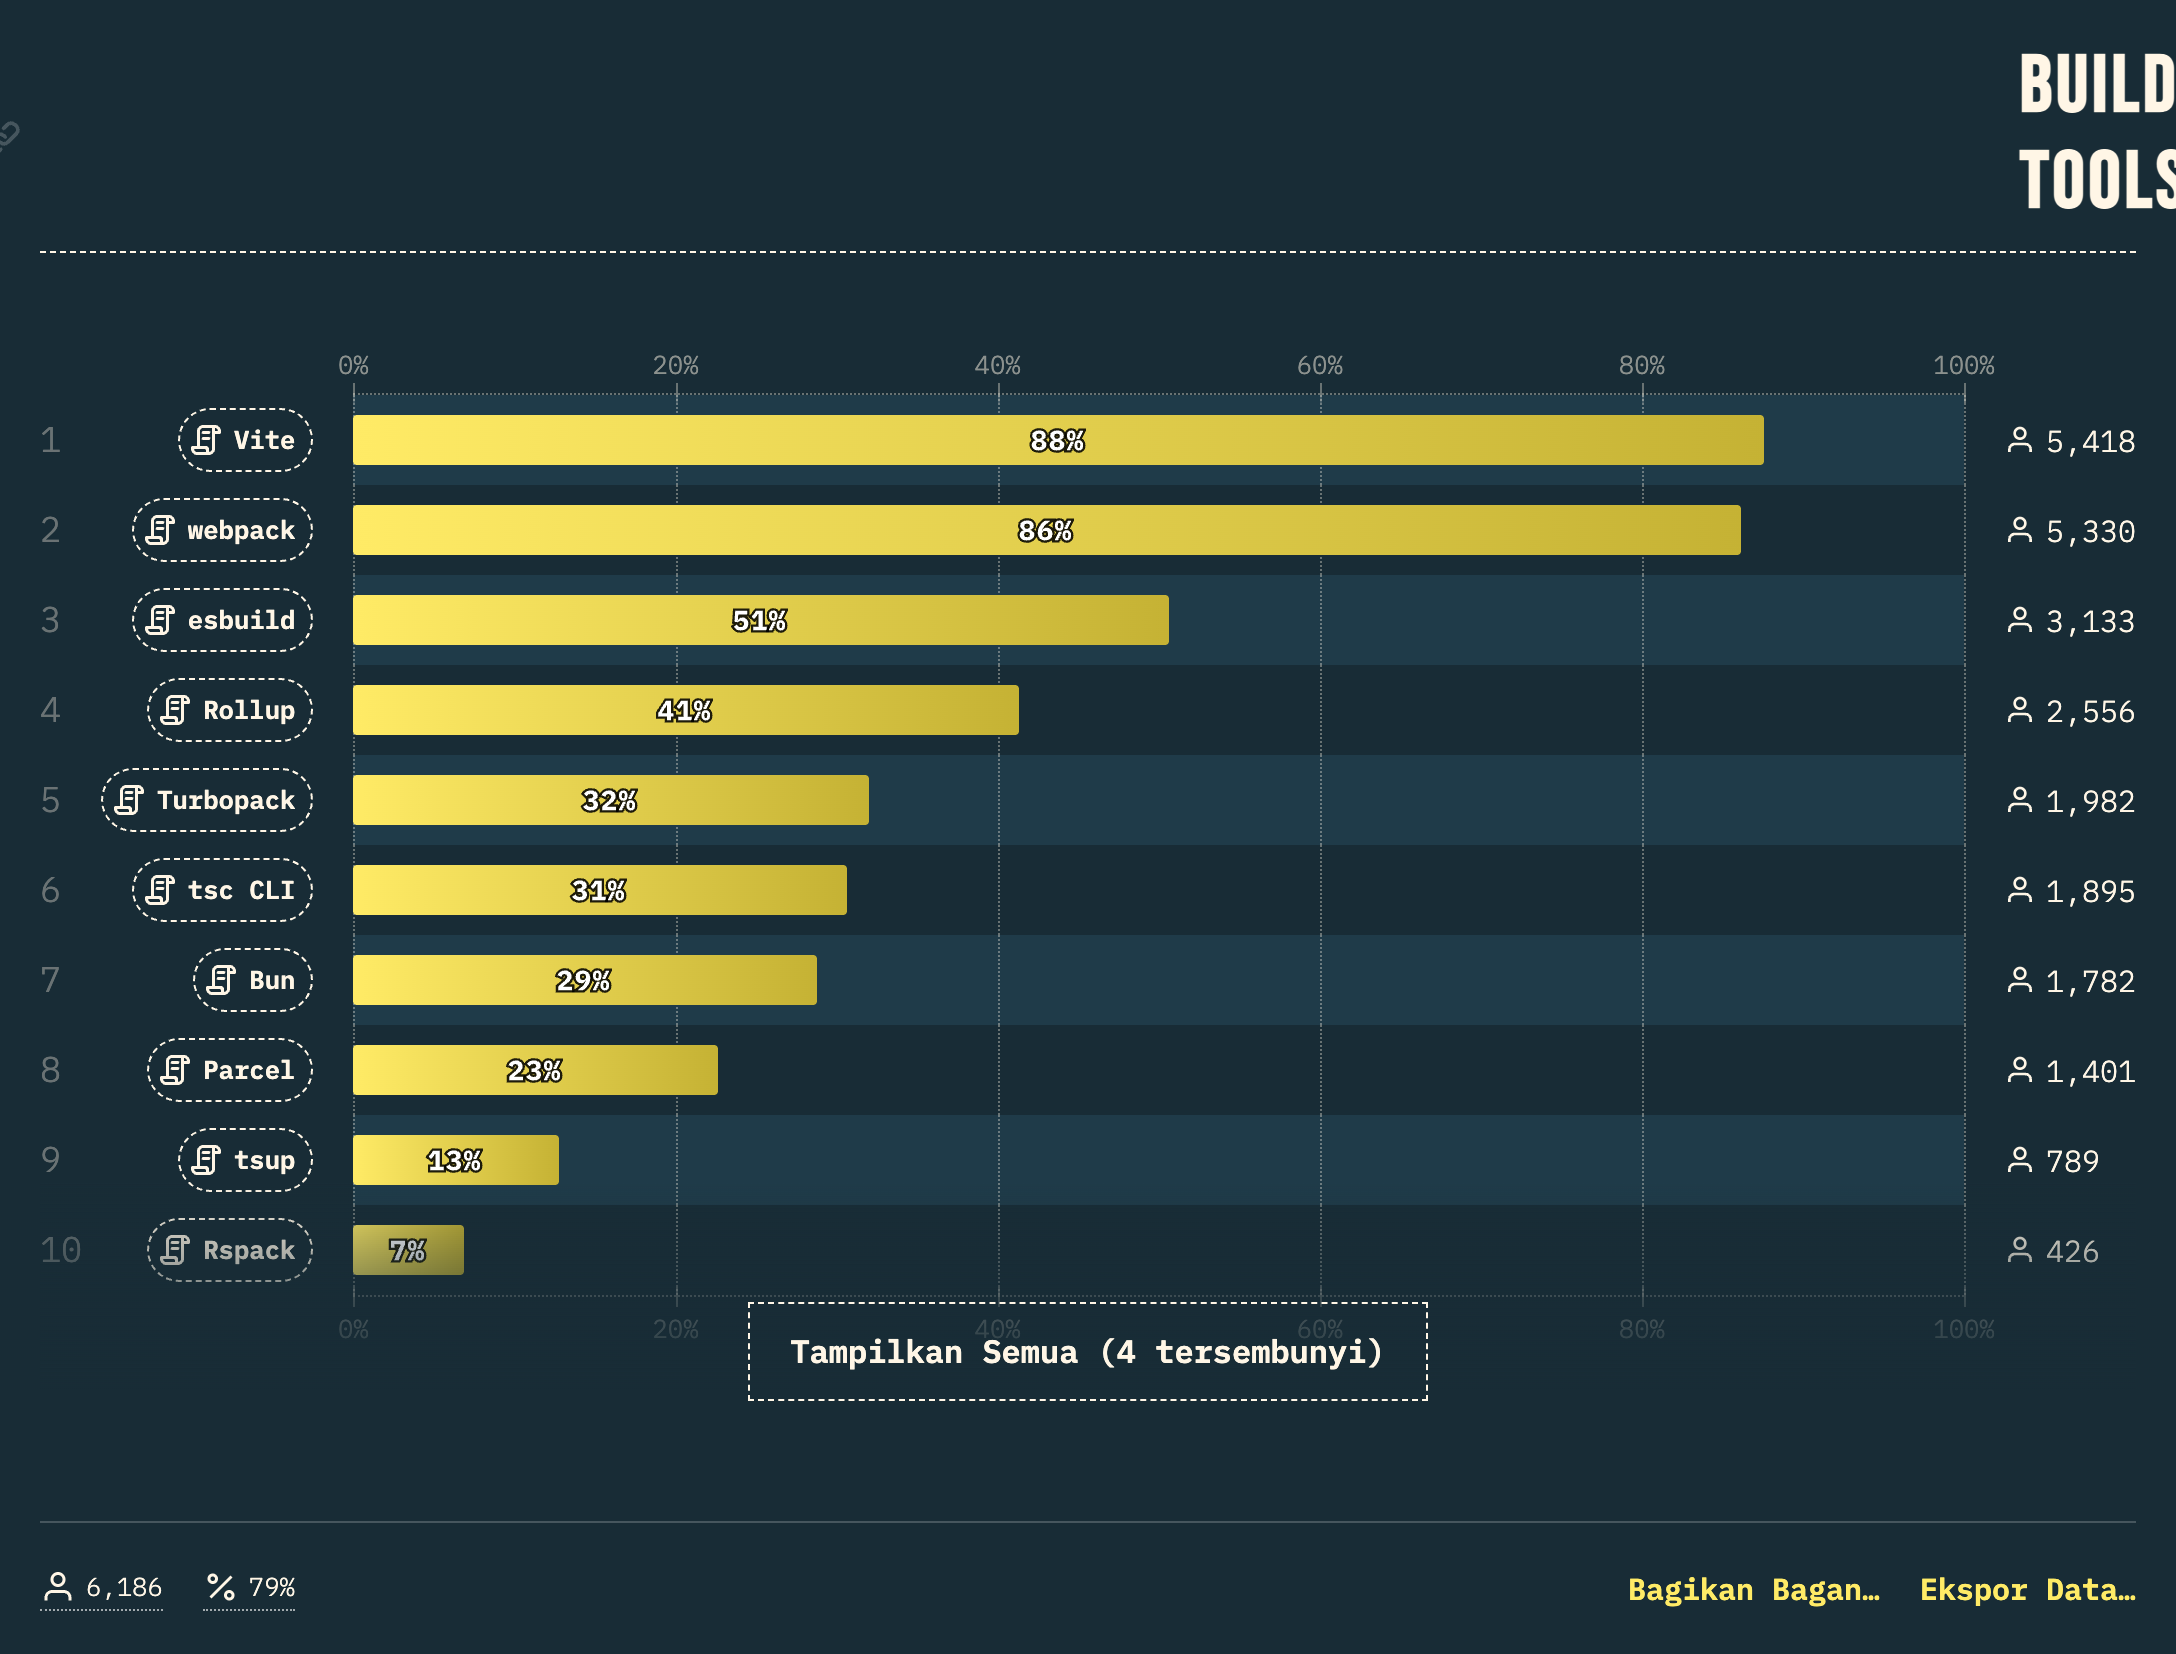 BUILD
TOOLS
0% 20% 40% 60% 80% 100%
1 Vite 88% 5,418
2 webpack 86% 5,330
3 esbuild 51% 3,133
4 Rollup 41% 2,556
5 Turbopack 32% 1,982
6 tsc CLI 31% 1,895
7 Bun 29% 1,782
8 Parcel 23% 1,401
9 tsup 13% 789
10 Rspack 7% 426
0% 20% 40% 60% 80% 100%
Tampilkan Semua (4 tersembunyi)
6,186 79% Bagikan Bagan… Ekspor Data…